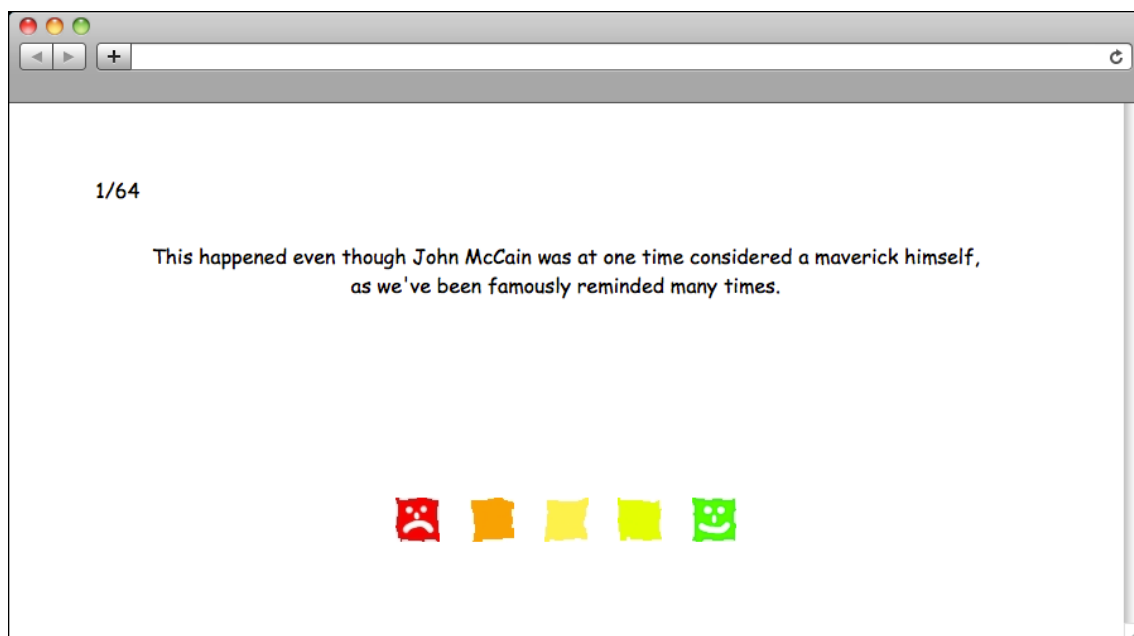 1/64
This happened even though John McCain was at one time considered a maverick himself,
as we've been famously reminded many times.